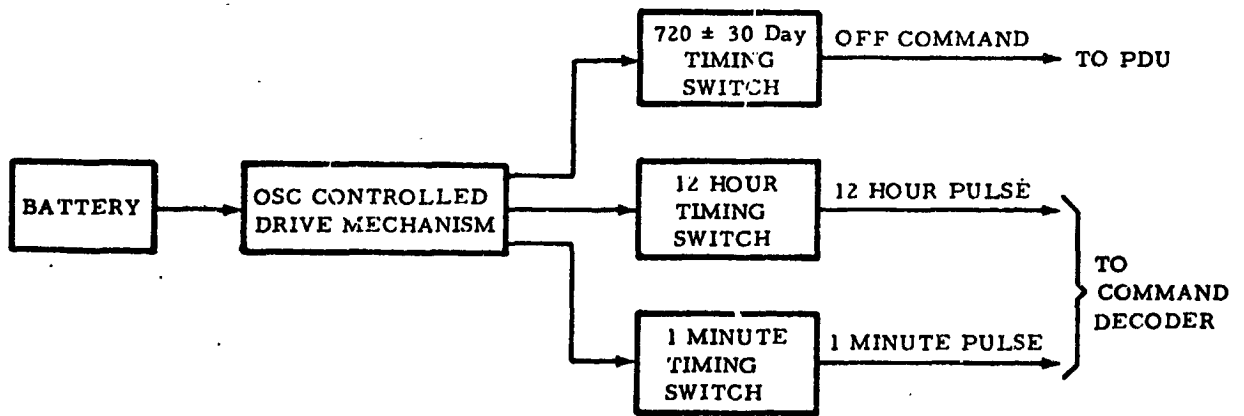 720 ± 30 Day
TIMING
SWITCH
OFF COMMAND
TO PDU
BATTERY
OSC CONTROLLED
DRIVE MECHANISM
12 HOUR
TIMING
SWITCH
12 HOUR PULSE
1 MINUTE
TIMING
SWITCH
1 MINUTE PULSE
TO
COMMAND
DECODER